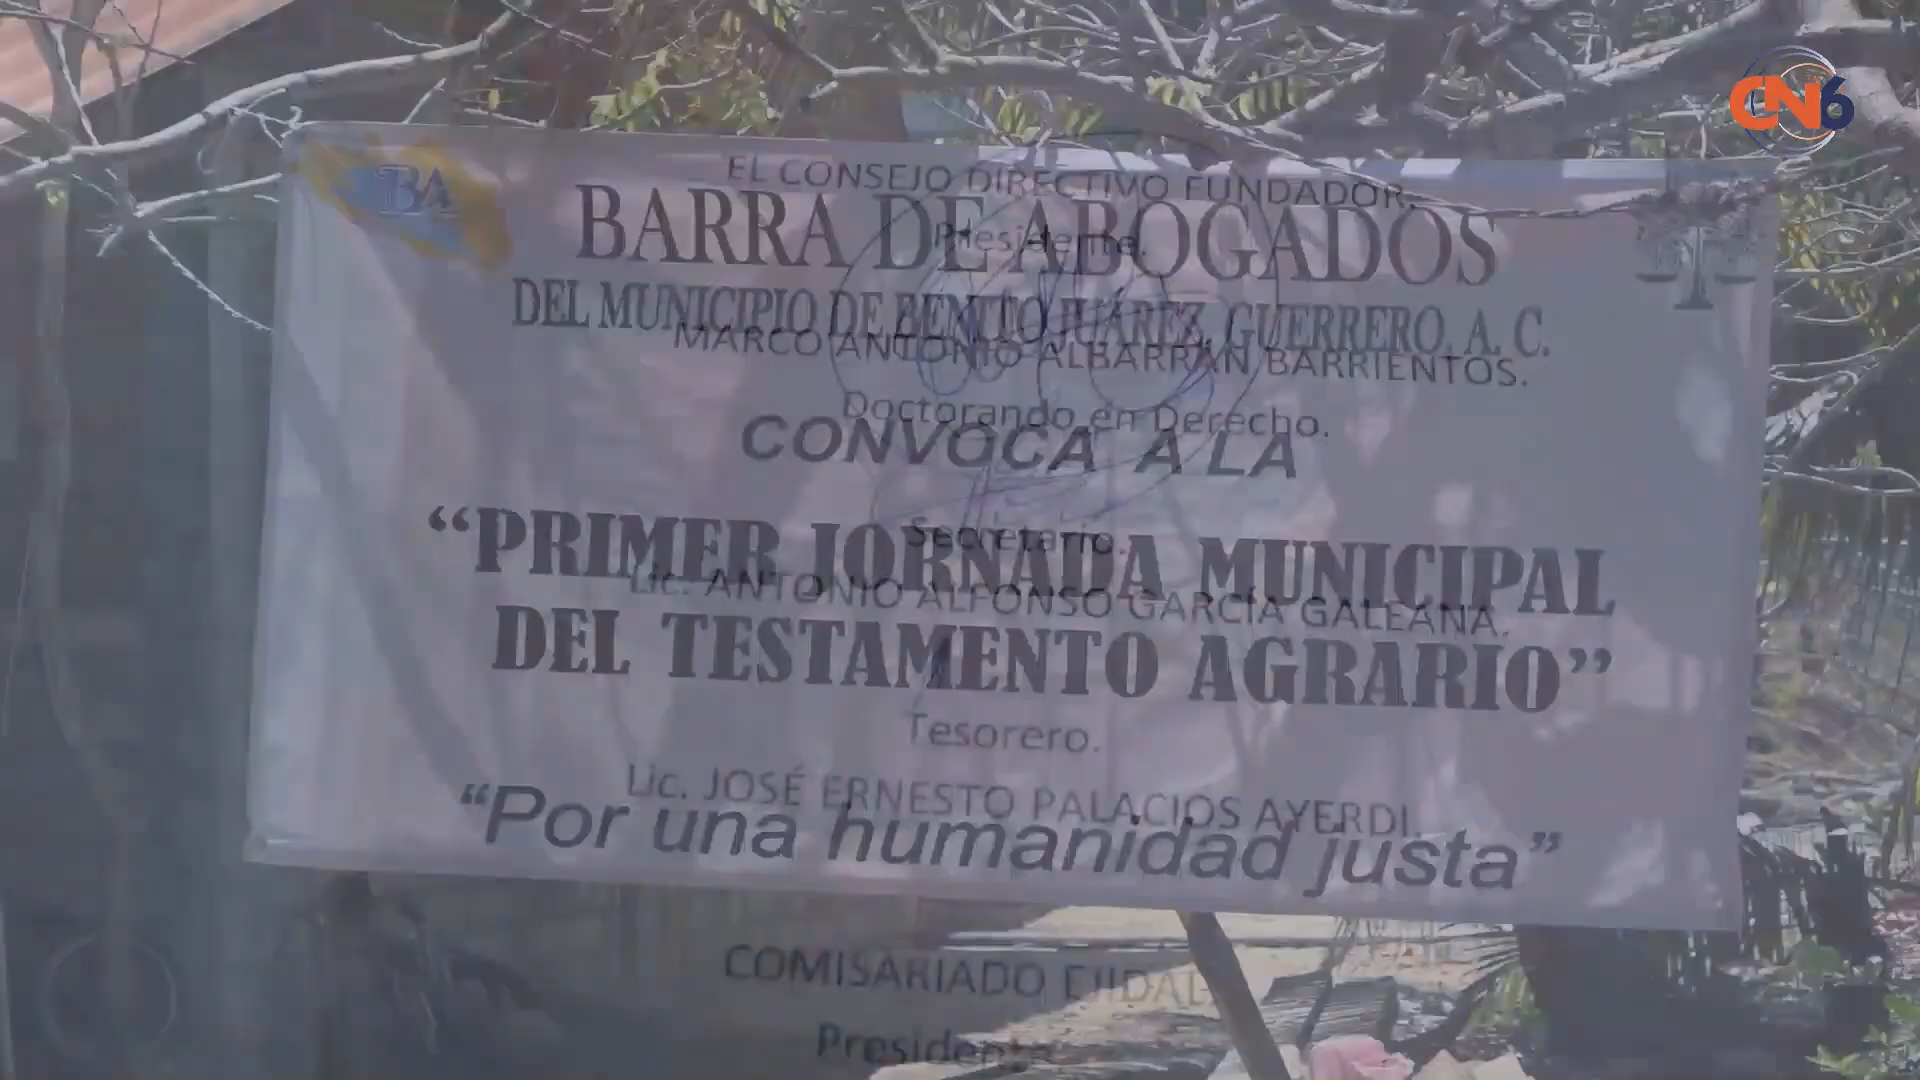 CN6
BA
EL CONSEJO DIRECTIVO FUNDADOR.
BARRA DE ABOGADOS
Presidente.
DEL MUNICIPIO DE BENITO JUÁREZ, GUERRERO, A. C.
MARCO ANTONIO ALBARRÁN BARRIENTOS.
Doctorando en Derecho.
CONVOCA A LA
“PRIMER JORNADA MUNICIPAL
Secretario.
Lic. ANTONIO ALFONSO GARCÍA GALEANA.
DEL TESTAMENTO AGRARIO”
Tesorero.
Lic. JOSÉ ERNESTO PALACIOS AYERDI.
“Por una humanidad justa”
COMISARIADO EJIDAL
Presidente